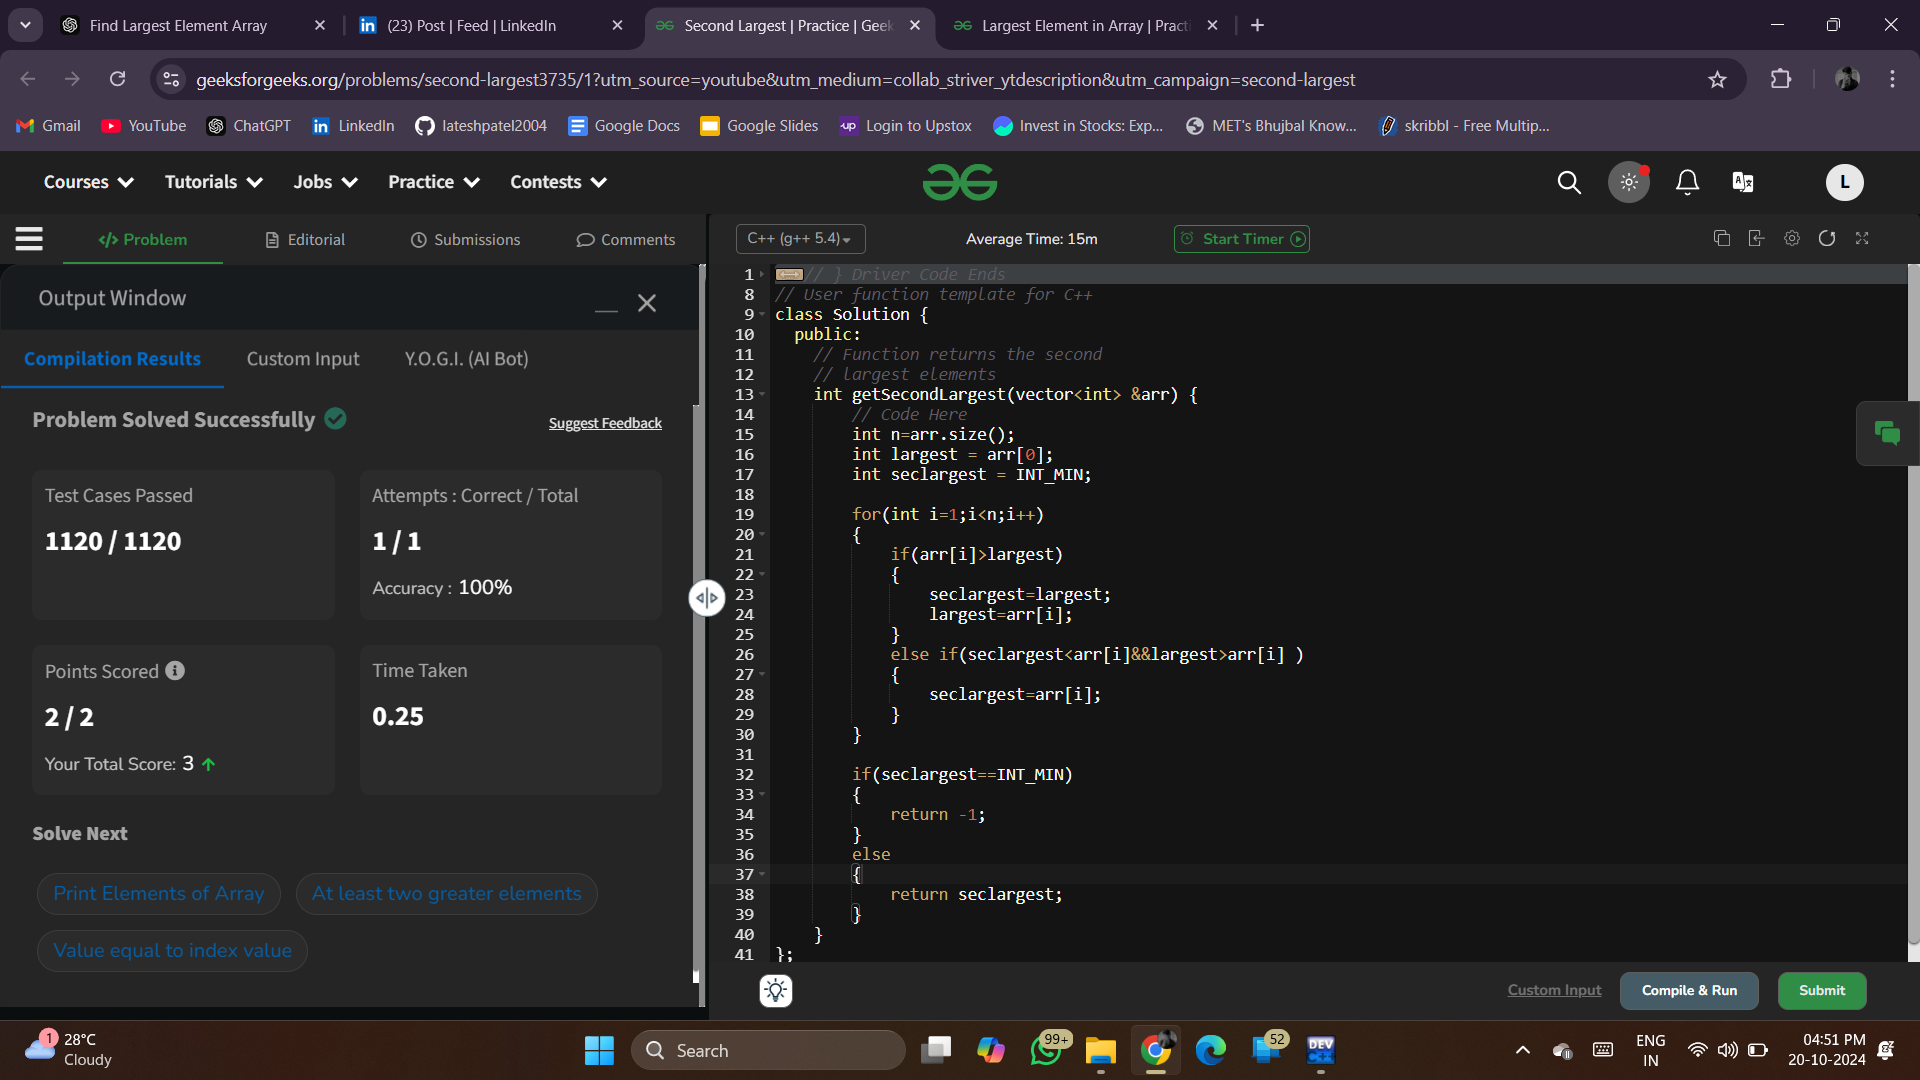 Find Largest Element Array
(23) Post | Feed | LinkedIn
Second Largest | Practice | Geek
Largest Element in Array | Practi
geeksforgeeks.org/problems/second-largest3735/1?utm_source=youtube&utm_medium=collab_striver_ytdescription&utm_campaign=second-largest
Gmail YouTube ChatGPT LinkedIn lateshpatel2004 Google Docs Google Slides up Login to Upstox Invest in Stocks: Exp... MET's Bhujbal Know... skribbl - Free Multip...
Courses Tutorials Jobs Practice Contests L
</> Problem Editorial Submissions Comments
C++ (g++ 5.4) Average Time: 15m Start Timer
Output Window
Compilation Results Custom Input Y.O.G.I. (AI Bot)
Problem Solved Successfully
Suggest Feedback
Test Cases Passed
1120 / 1120
Attempts : Correct / Total
1 / 1
Accuracy : 100%
Points Scored
2 / 2
Your Total Score: 3
Time Taken
0.25
Solve Next
Print Elements of Array
At least two greater elements
Value equal to index value
1 // } Driver Code Ends
8 // User function template for C++
9 class Solution {
10 public:
11 // Function returns the second
12 // largest elements
13 int getSecondLargest(vector<int> &arr) {
14 // Code Here
15 int n=arr.size();
16 int largest = arr[0];
17 int seclargest = INT_MIN;
18
19 for(int i=1;i<n;i++)
20 {
21 if(arr[i]>largest)
22 {
23 seclargest=largest;
24 largest=arr[i];
25 }
26 else if(seclargest<arr[i]&&largest>arr[i] )
27 {
28 seclargest=arr[i];
29 }
30 }
31
32 if(seclargest==INT_MIN)
33 {
34 return -1;
35 }
36 else
37 {
38 return seclargest;
39 }
40 }
41 };
Custom Input Compile & Run Submit
1 28°C
Cloudy
Search
99+
52
DEV
ENG
IN
04:51 PM
20-10-2024